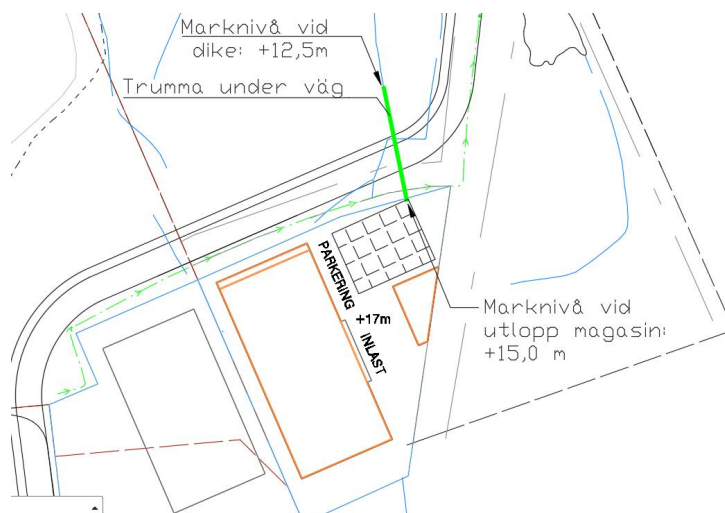 Marknivå vid
dike: +12,5m
Trumma under väg
PARKERING
+17m
INLAST
Marknivå vid
utlopp magasin:
+15,0 m